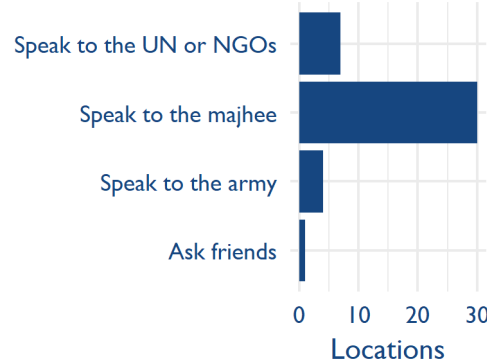 Speak to the UN or NGOs
Speak to the majhee
Speak to the army
Ask friends
0 10 20 30
Locations